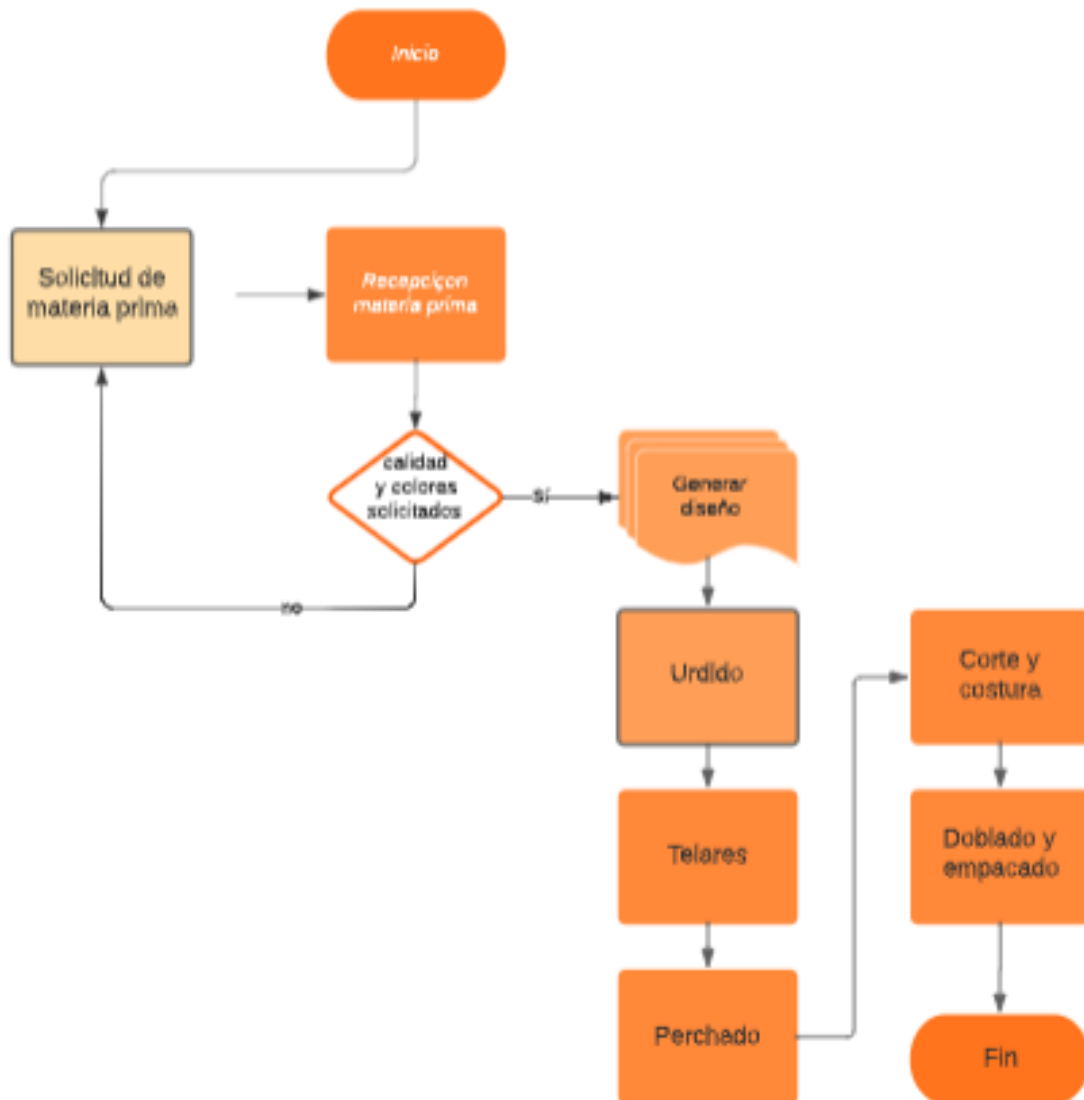 Inicio
Solicitud de
materia prima
Recepciçon
materia prima
calidad
y colores
solicitados
sí
Generar
diseño
no
Urdido
Corte y
costura
Telares
Doblado y
empacado
Perchado
Fin